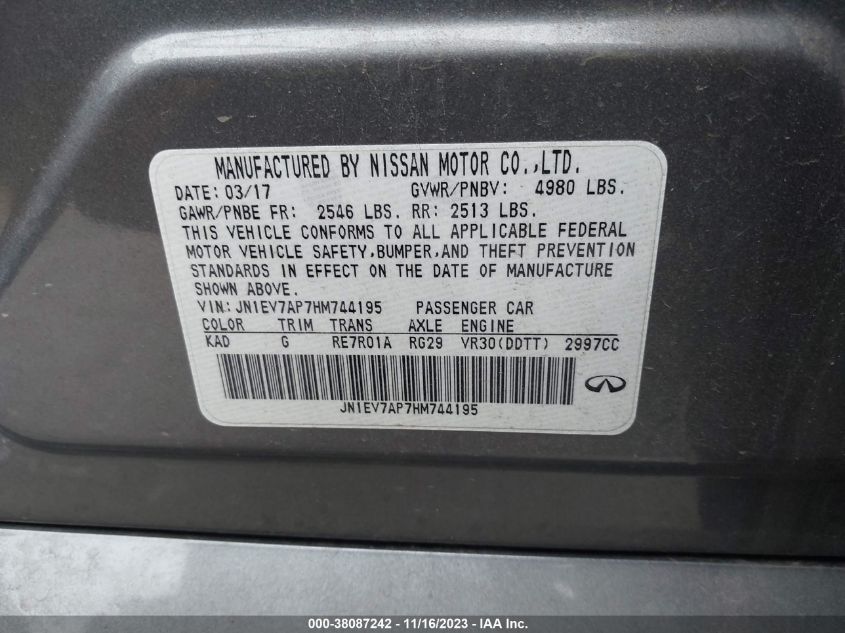 MANUFACTURED BY NISSAN MOTOR CO.,LTD.
DATE: 03/17 GVWR/PNBV: 4980 LBS.
GAWR/PNBE FR: 2546 LBS. RR: 2513 LBS.
THIS VEHICLE CONFORMS TO ALL APPLICABLE FEDERAL
MOTOR VEHICLE SAFETY,BUMPER,AND THEFT PREVENTION
STANDARDS IN EFFECT ON THE DATE OF MANUFACTURE
SHOWN ABOVE.
VIN:JN1EV7AP7HM744195 PASSENGER CAR
COLOR TRIM TRANS AXLE ENGINE
KAD G RE7R01A RG29 VR30(DDTT) 2997CC
JN1EV7AP7HM744195
000-38087242 - 11/16/2023 - IAA Inc.